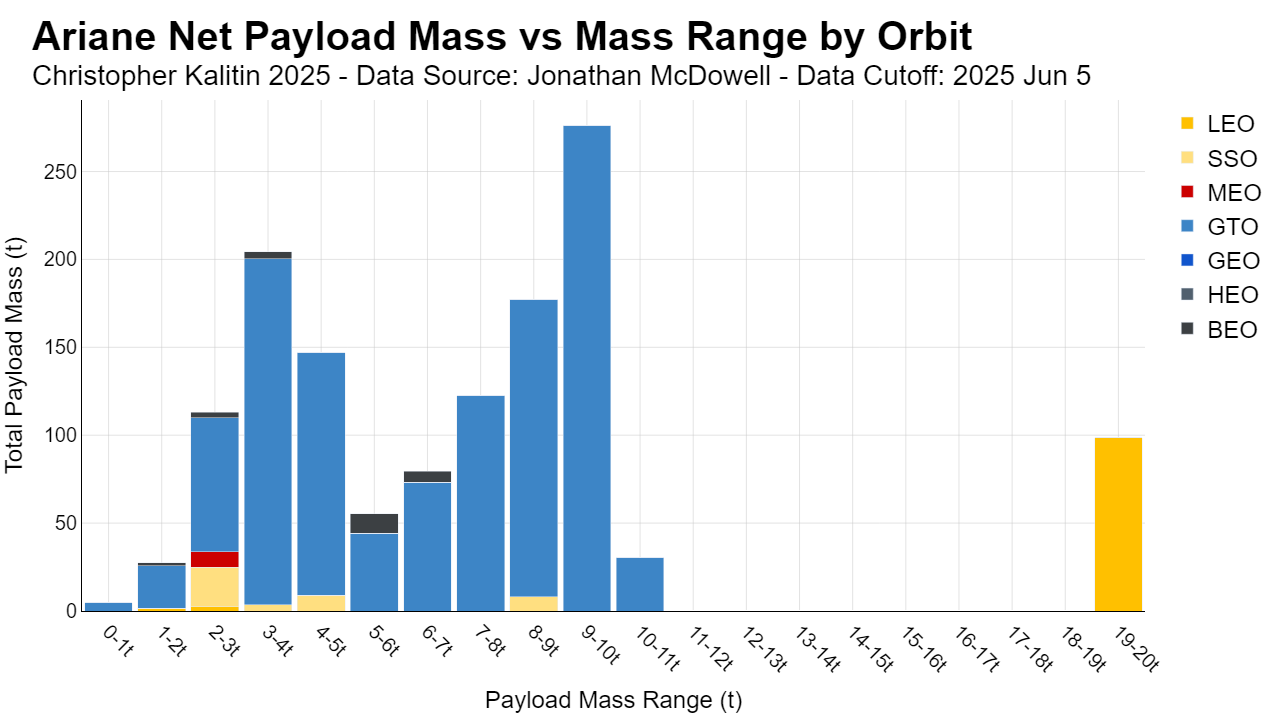 Ariane Net Payload Mass vs Mass Range by Orbit
Christopher Kalitin 2025 - Data Source: Jonathan McDowell - Data Cutoff: 2025 Jun 5
LEO
SSO
MEO
GTO
GEO
HEO
BEO
Total Payload Mass (t)
250
200
150
100
50
0
0-1t
1-2t
2-3t
3-4t
4-5t
5-6t
6-7t
7-8t
8-9t
9-10t
10-11t
11-12t
12-13t
13-14t
14-15t
15-16t
16-17t
17-18t
18-19t
19-20t
Payload Mass Range (t)